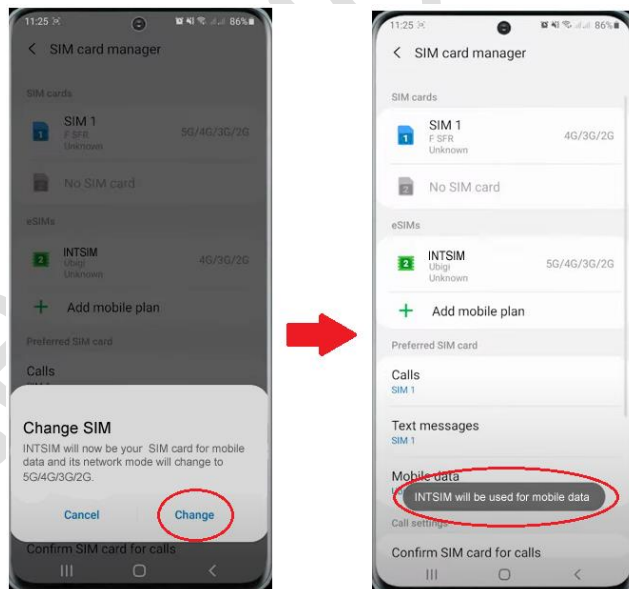 11:25
86%
SIM card manager
SIM cards
SIM 1
F SFR
Unknown
5G/4G/3G/2G
No SIM card
eSIMs
INTSIM
Ubigi
Unknown
4G/3G/2G
Add mobile plan
Preferred SIM card
Calls
Change SIM
INTSIM will now be your SIM card for mobile
data and its network mode will change to
5G/4G/3G/2G.
Cancel
Change
Confirm SIM card for calls
11:25
86%
SIM card manager
SIM cards
SIM 1
F SFR
Unknown
4G/3G/2G
No SIM card
eSIMs
INTSIM
Ubigi
Unknown
5G/4G/3G/2G
Add mobile plan
Preferred SIM card
Calls
SIM 1
Text messages
SIM 1
Mobile data
INTSIM will be used for mobile data
Call settings
Confirm SIM card for calls